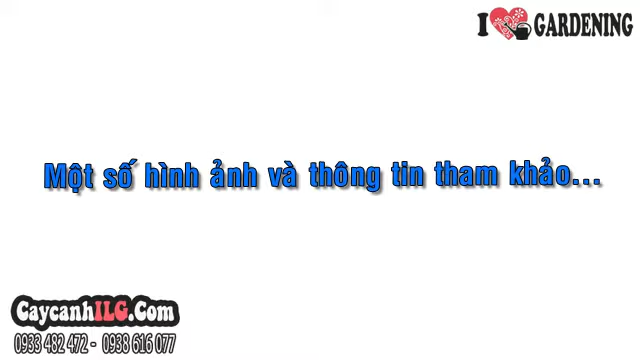 I GARDENING
Một số hình ảnh và thông tin tham khảo...
CaycanhILG.Com
0933 482 472 - 0938 616 077